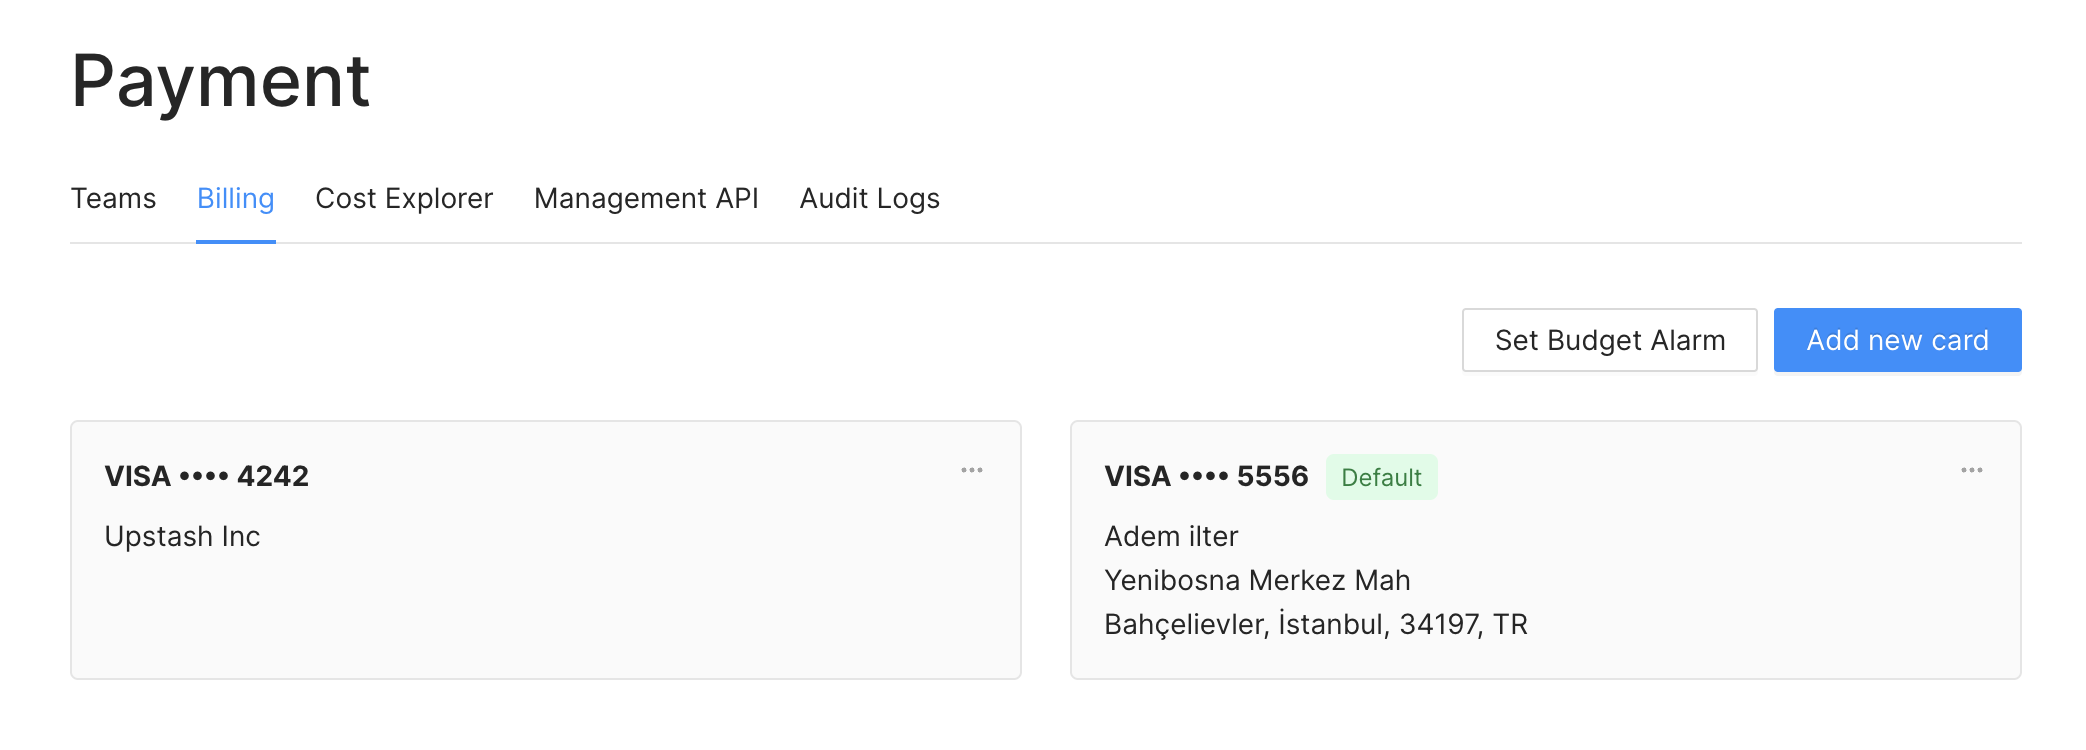 Payment
Teams Billing Cost Explorer Management API Audit Logs
Set Budget Alarm Add new card
VISA •••• 4242
Upstash Inc
VISA •••• 5556 Default
Adem ilter
Yenibosna Merkez Mah
Bahçelievler, İstanbul, 34197, TR